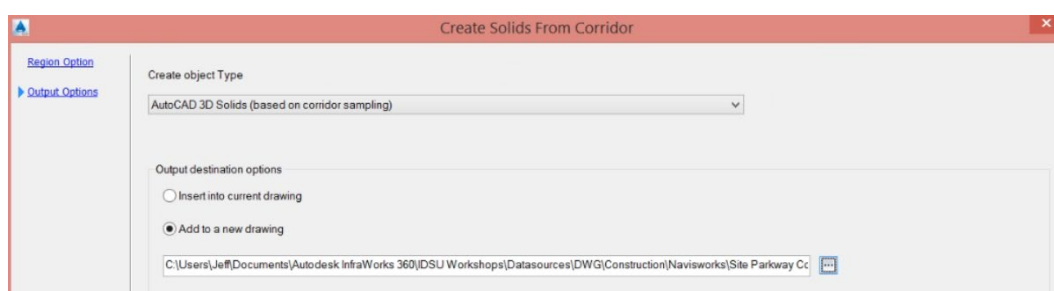 Create Solids From Corridor
Region Option
Output Options
Create object Type
AutoCAD 3D Solids (based on corridor sampling)
Output destination options
Insert into current drawing
Add to a new drawing
C:\Users\Jeff\Documents\Autodesk InfraWorks 360\IDSU Workshops\Datasources\DWG\Construction\Navisworks\Site Parkway Cc